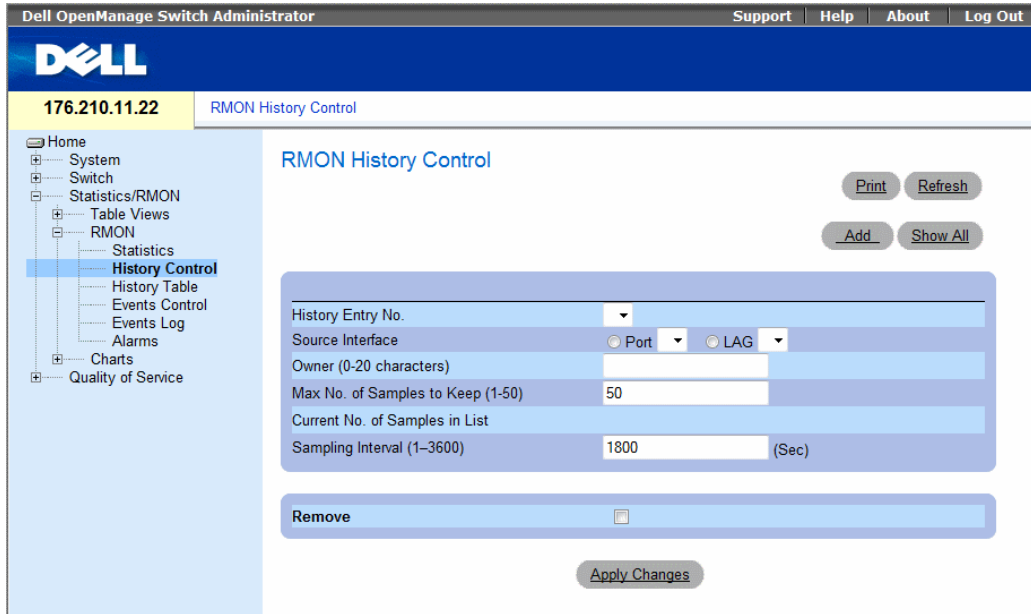 Dell OpenManage Switch Administrator Support Help About Log Out
DELL
176.210.11.22 RMON History Control
Home
System
Switch
Statistics/RMON
Table Views
RMON
Statistics
History Control
History Table
Events Control
Events Log
Alarms
Charts
Quality of Service
RMON History Control
Print Refresh
Add Show All
History Entry No.
Source Interface Port LAG
Owner (0-20 characters)
Max No. of Samples to Keep (1-50) 50
Current No. of Samples in List
Sampling Interval (1–3600) 1800 (Sec)
Remove
Apply Changes